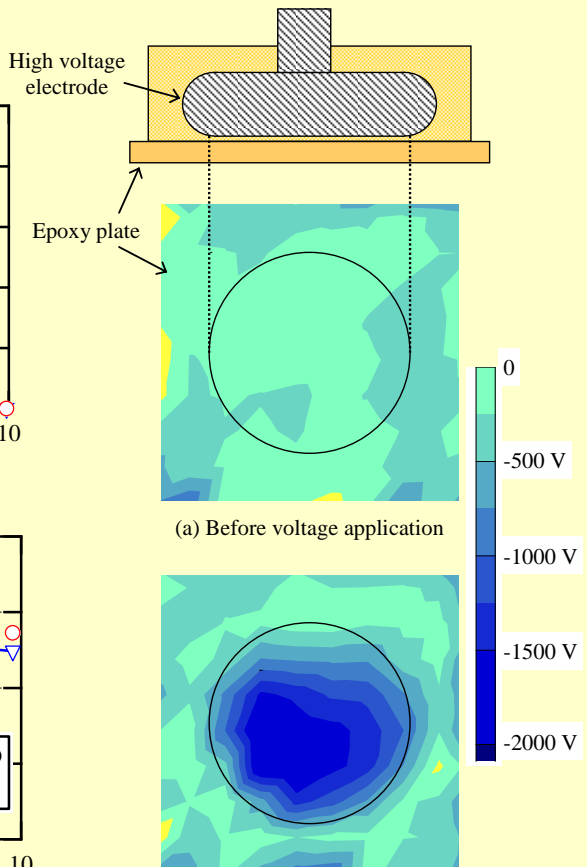 High voltage
electrode
Epoxy plate
10
0
-500 V
-1000 V
-1500 V
-2000 V
(a) Before voltage application
10